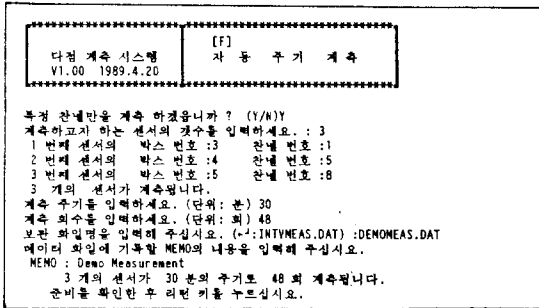 [F]
다점 계측 시스템 자 동 주 기 계 측
V1.00 1989.4.20
특정 찬넬만을 계측 하겠읍니까 ? (Y/N)Y
계측하고자 하는 센서의 갯수를 입력하세요. : 3
1 번째 센서의 박스 번호 :3 찬넬 번호 :1
2 번째 센서의 박스 번호 :4 찬넬 번호 :5
3 번째 센서의 박스 번호 :5 찬넬 번호 :8
3 개의 센서가 계측됩니다.
계측 주기를 입력하세요. (단위: 분) 30
계측 회수를 입력하세요. (단위: 회) 48
보관 화일명을 입력해 주십시요. (↵:INTVMEAS.DAT) :DEMOMEAS.DAT
데이터 화일에 기록할 MEMO의 내용을 입력해 주십시요.
MEMO : Demo Measurement
3 개의 센서가 30 분의 주기로 48 회 계측됩니다.
준비를 확인한 후 리턴 키를 누르십시요.